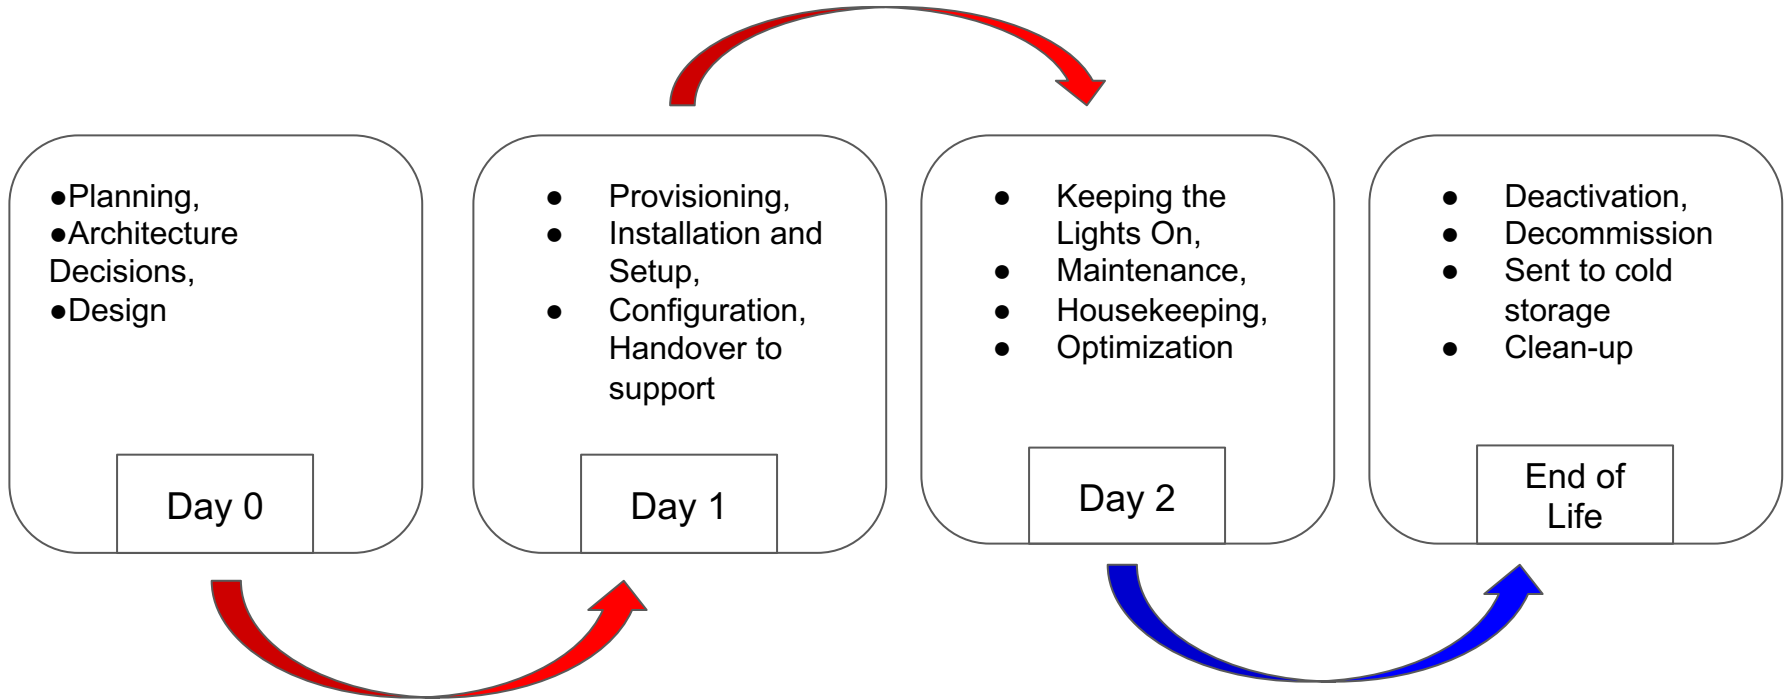 ●Planning,
●Architecture
Decisions,
●Design
Day 0
● Provisioning,
● Installation and
Setup,
● Configuration,
Handover to
support
Day 1
● Keeping the
Lights On,
● Maintenance,
● Housekeeping,
● Optimization
Day 2
● Deactivation,
● Decommission
● Sent to cold
storage
● Clean-up
End of
Life